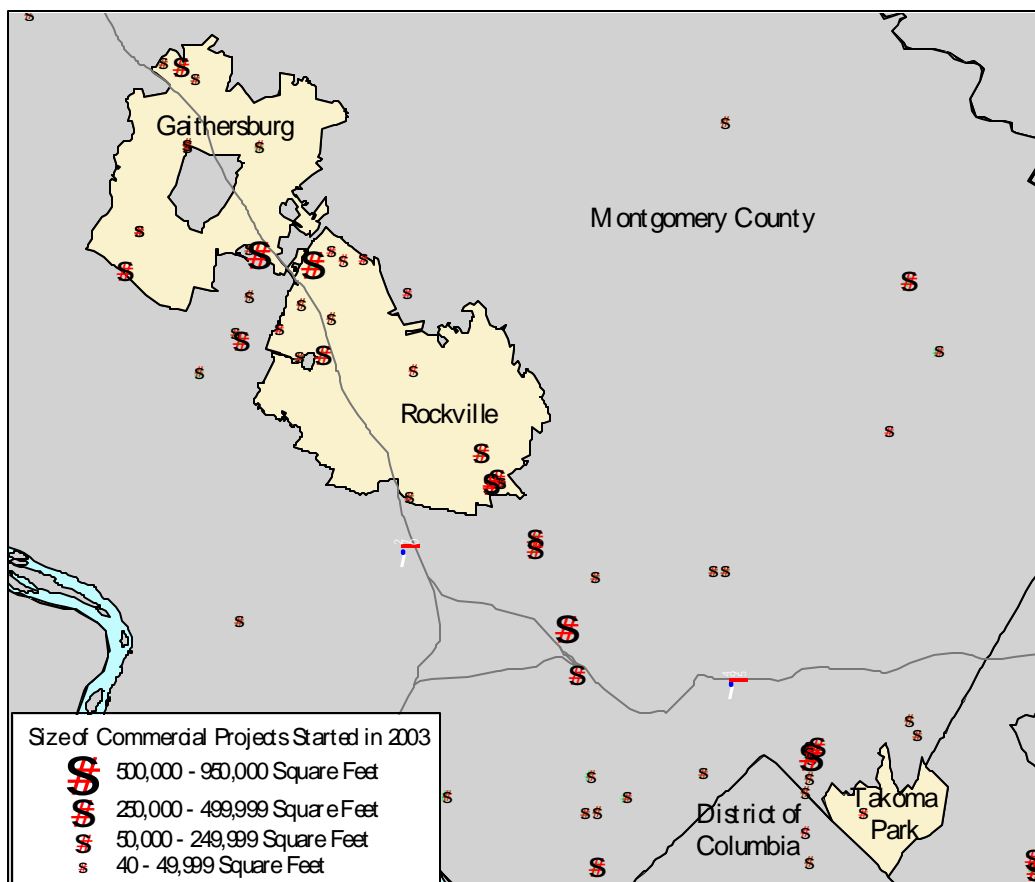 Gaithersburg
Montgomery County
Rockville
Size of Commercial Projects Started in 2003
500,000 - 950,000 Square Feet
250,000 - 499,999 Square Feet
50,000 - 249,999 Square Feet
40 - 49,999 Square Feet
District of
Columbia
Takoma
Park